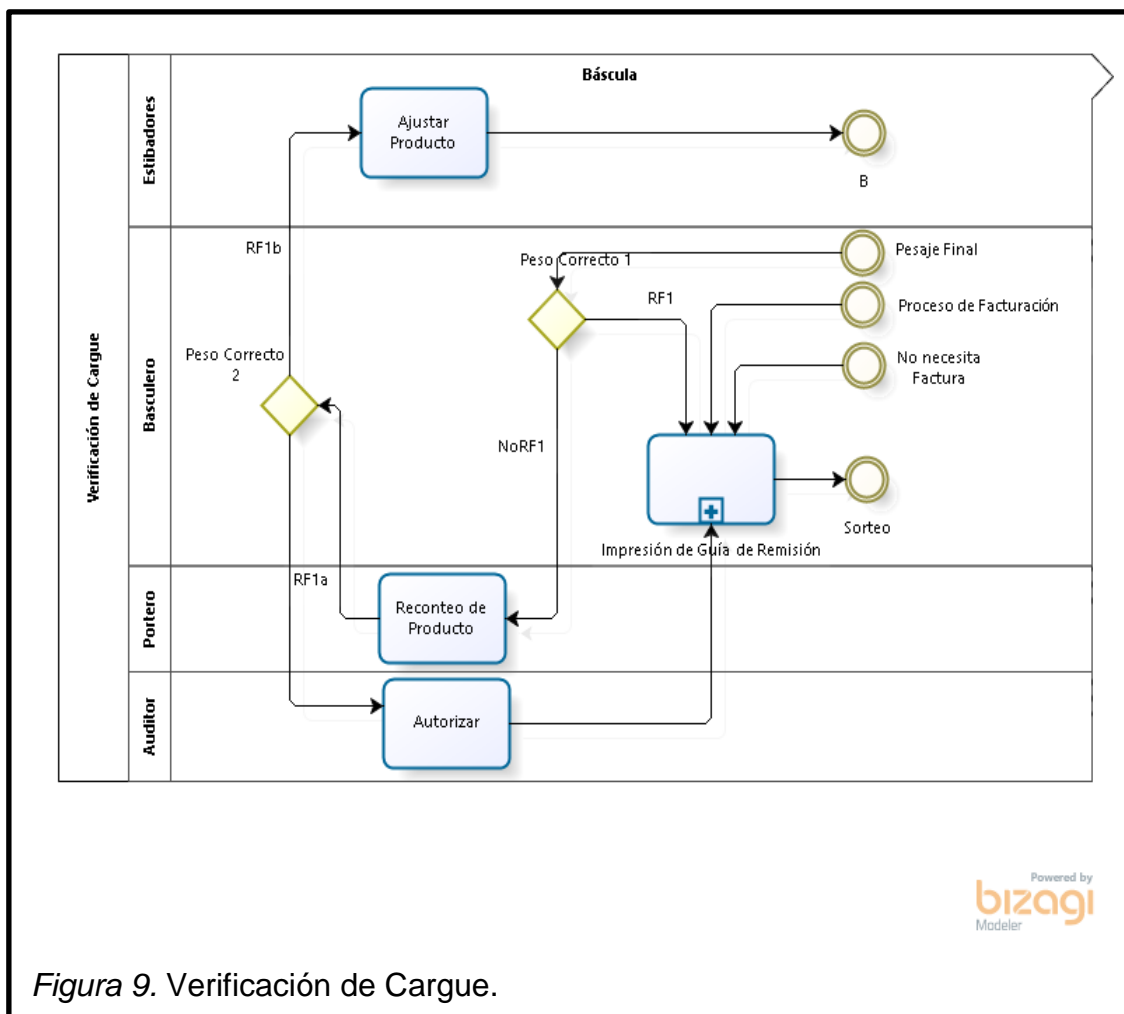 Báscula
Verificación de Cargue
Estibadores
Ajustar
Producto
B
Basculero
RF1b
Peso Correcto 1
Pesaje Final
RF1
Proceso de Facturación
Peso Correcto
2
No necesita
Factura
NoRF1
Sorteo
Impresión de Guía de Remisión
RF1a
Portero
Reconteo de
Producto
Auditor
Autorizar
Powered by
bizagi
Modeler
Figura 9. Verificación de Cargue.